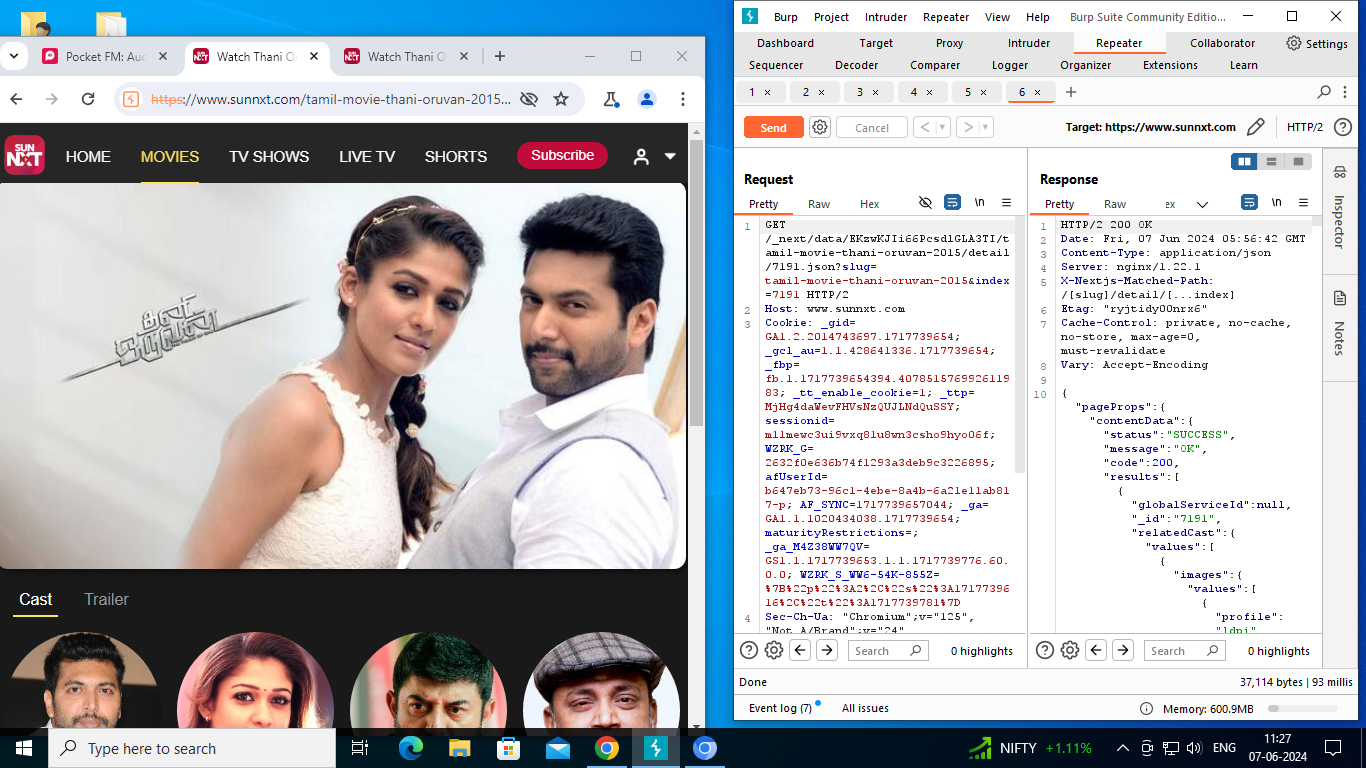 Pocket FM: Auc
Watch Thani O
Watch Thani O
https://www.sunnxt.com/tamil-movie-thani-oruvan-2015...
SUN
NXT
HOME
MOVIES
TV SHOWS
LIVE TV
SHORTS
Subscribe
தனி
ஒருவன்
Cast
Trailer
Burp
Project
Intruder
Repeater
View
Help
Burp Suite Community Edition...
Dashboard
Target
Proxy
Intruder
Repeater
Collaborator
Settings
Sequencer
Decoder
Comparer
Logger
Organizer
Extensions
Learn
1 ×
2 ×
3 ×
4 ×
5 ×
6 ×
Send
Cancel
Target: https://www.sunnxt.com
HTTP/2
Request
Pretty
Raw
Hex
\n
1 GET
/_next/data/EKzwKJIi66PcsdlGLA3TI/t
amil-movie-thani-oruvan-2015/detail
/7191.json?slug=
tamil-movie-thani-oruvan-2015&index
=7191 HTTP/2
2 Host: www.sunnxt.com
3 Cookie: _gid=
GA1.2.2014743697.1717739654;
_gcl_au=1.1.428641336.1717739654;
_fbp=
fb.1.1717739654394.4078515769926119
83; _tt_enable_cookie=1; _ttp=
MjHg4daWevFHVsNzQUJLNdQuSSY;
sessionid=
mllmewc3ui9vxq81u8wn3csho9hyo06f;
WZRK_G=
2632f0e636b74f1293a3deb9c3226895;
afUserId=
b647eb73-96c1-4ebe-8a4b-6a21e11ab81
7-p; AF_SYNC=1717739657044; _ga=
GA1.1.1020434038.1717739654;
maturityRestrictions=;
_ga_M4Z38WW7QV=
GS1.1.1717739653.1.1.1717739776.60.
0.0; WZRK_S_WW6-54K-855Z=
%7B%22p%22%3A2%2C%22s%22%3A17177396
16%2C%22t%22%3A1717739781%7D
4 Sec-Ch-Ua: "Chromium";v="125",
"Not.A/Brand";v="24"
Response
Pretty
Raw
ex
\n
1 HTTP/2 200 OK
2 Date: Fri, 07 Jun 2024 05:56:42 GMT
3 Content-Type: application/json
4 Server: nginx/1.22.1
5 X-Nextjs-Matched-Path:
/[slug]/detail/[...index]
6 Etag: "ryjtidy00nrx6"
7 Cache-Control: private, no-cache,
no-store, max-age=0,
must-revalidate
8 Vary: Accept-Encoding
9
10 {
"pageProps":{
"contentData":{
"status":"SUCCESS",
"message":"OK",
"code":200,
"results":[
{
"globalServiceId":null,
"_id":"7191",
"relatedCast":{
"values":[
{
"images":{
"values":[
{
"profile":
"ldpi"
Inspector
Notes
Search
0 highlights
Search
0 highlights
Done
37,114 bytes | 93 millis
Event log (7)
All issues
Memory: 600.9MB
Type here to search
NIFTY +1.11%
ENG
11:27
07-06-2024